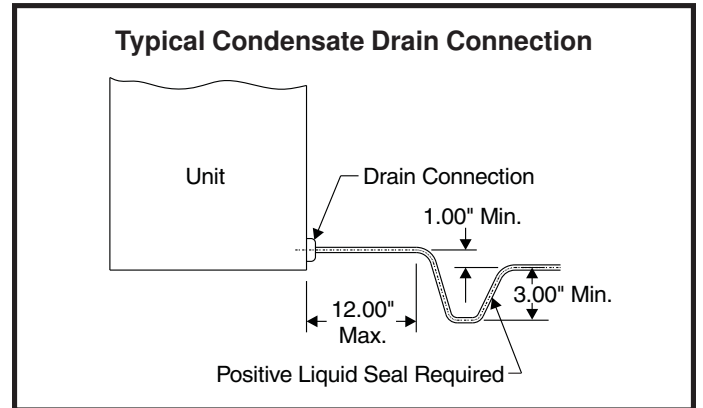 Typical Condensate Drain Connection
Unit
Drain Connection
1.00" Min.
3.00" Min.
12.00"
Max.
Positive Liquid Seal Required